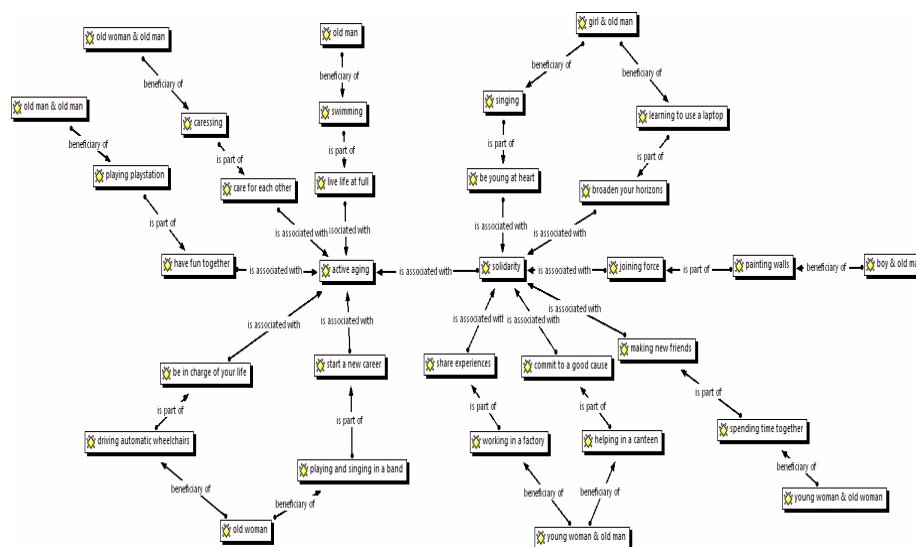 girl & old man
old woman & old man
old man
beneficiary of
beneficiary of
beneficiary of
beneficiary of
old man & old man
singing
swimming
learning to use a laptop
caressing
beneficiary of
is part of
is part of
is part of
is part of
playing playstation
be young at heart
live life at full
care for each other
broaden your horizons
is part of
is associated with
ssociated with
is associated with
is associated with
have fun together
is associated with
active aging
is associated with
solidarity
is associated with
joining force
is part of
painting walls
beneficiary of
boy & old ma
is associated with
is associated with
is associated with
is associated with
is associated with
making new friends
be in charge of your life
start a new career
share experiences
commit to a good cause
is part of
is part of
is part of
is part of
is part of
driving automatic wheelchairs
working in a factory
helping in a canteen
spending time together
playing and singing in a band
beneficiary of
beneficiary of
beneficiary of
beneficiary of
beneficiary of
young woman & old woman
old woman
young woman & old man